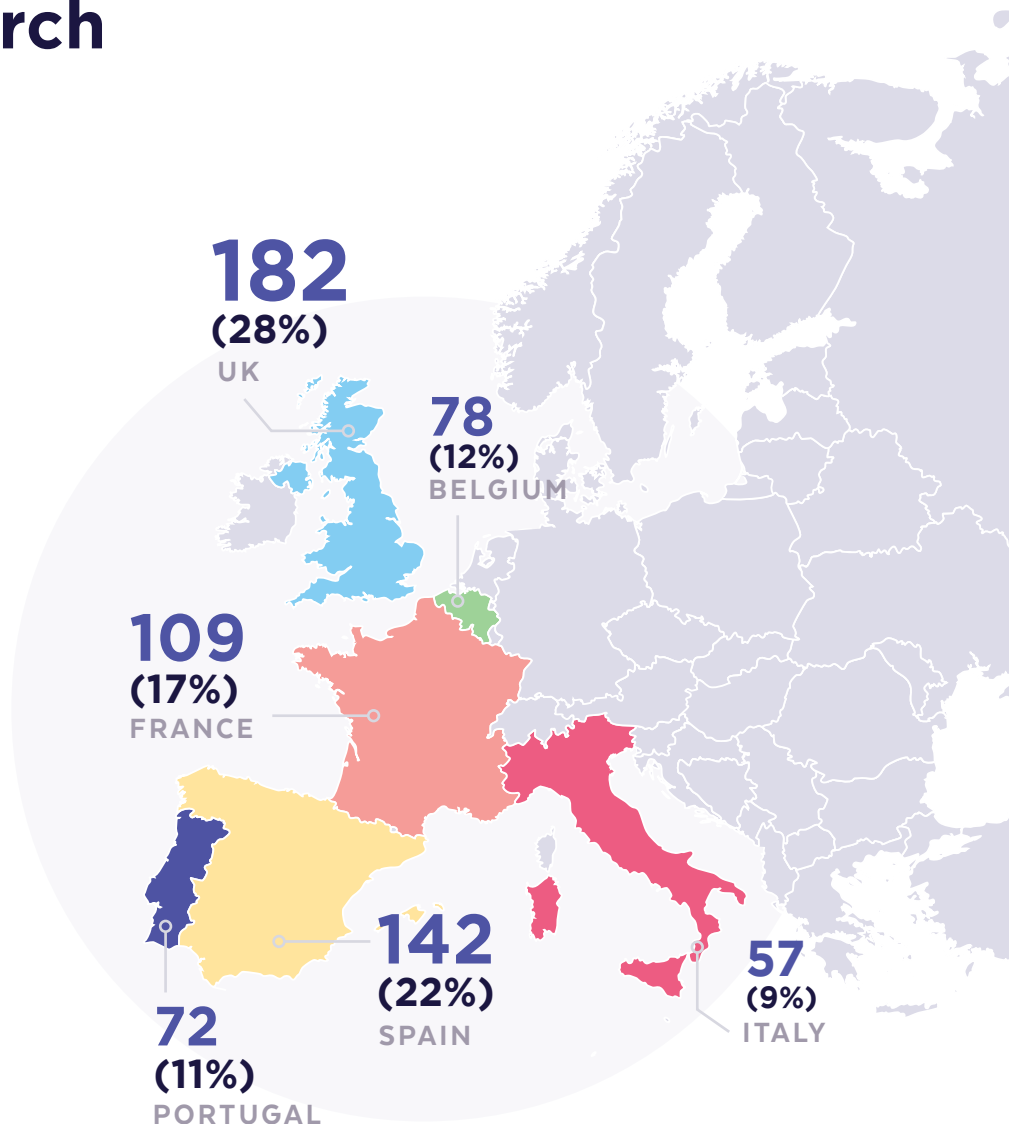 rch
182
(28%)
UK
78
(12%)
BELGIUM
109
(17%)
FRANCE
142
(22%)
SPAIN
57
(9%)
ITALY
72
(11%)
PORTUGAL